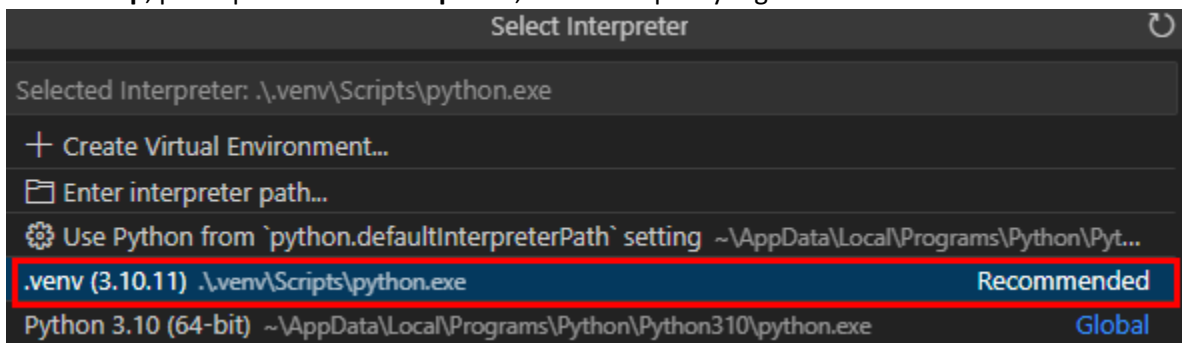 Select Interpreter
Selected Interpreter: .\.venv\Scripts\python.exe
+ Create Virtual Environment...
Enter interpreter path...
Use Python from `python.defaultInterpreterPath` setting ~\AppData\Local\Programs\Python\Pyt...
.venv (3.10.11) .\.venv\Scripts\python.exe Recommended
Python 3.10 (64-bit) ~\AppData\Local\Programs\Python\Python310\python.exe Global